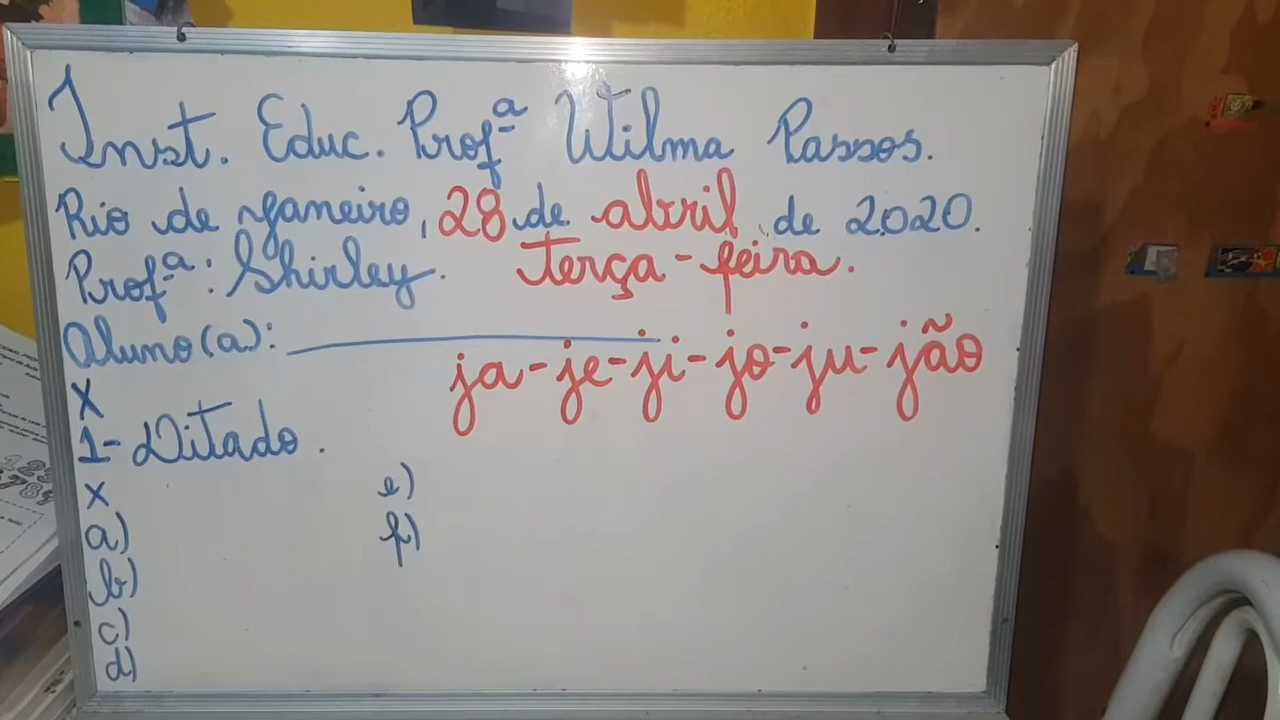 Inst. Educ. Profª Wilma Passos.
Rio de Janeiro, 28 de abril, de 2020.
Profª: Shirley. terça-feira.
Aluno(a): ____________
ja-je-ji-jo-ju-jão
X
1- Ditado.
X
a)
b)
c)
d)
e)
f)